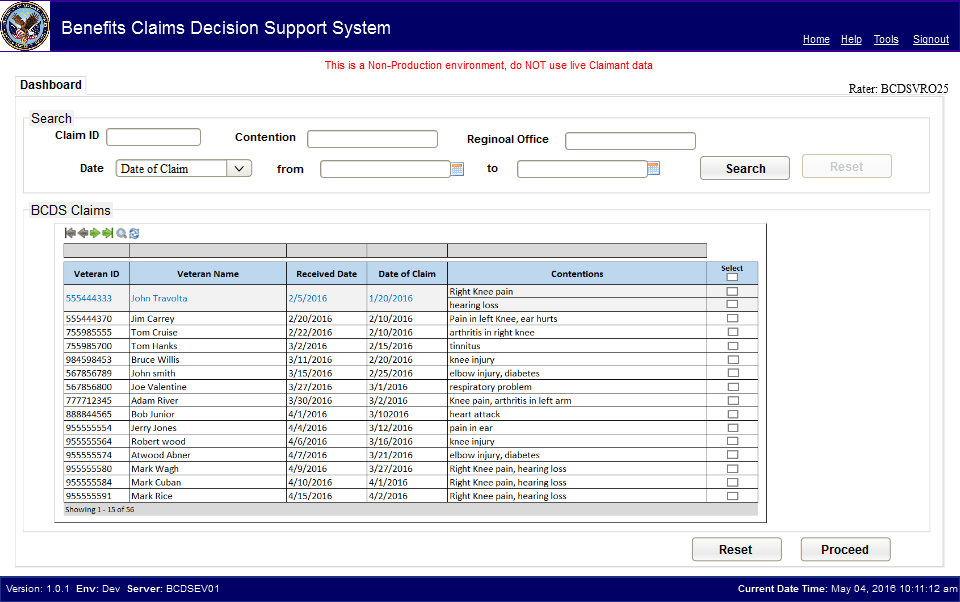 Benefits Claims Decision Support System
Home Help Tools Signout
This is a Non-Production environment, do NOT use live Claimant data
Dashboard
Rater: BCDSVRO25
Search
Claim ID Contention Reginoal Office
Date Date of Claim from to Search Reset
BCDS Claims
Veteran ID Veteran Name Received Date Date of Claim Contentions Select
555444333 John Travolta 2/5/2016 1/20/2016 Right Knee pain
hearing loss
555444370 Jim Carrey 2/20/2016 2/10/2016 Pain in left Knee, ear hurts
755985555 Tom Cruise 2/22/2016 2/10/2016 arthritis in right knee
755985700 Tom Hanks 3/2/2016 2/15/2016 tinnitus
984598453 Bruce Willis 3/11/2016 2/20/2016 knee injury
567856789 John smith 3/15/2016 2/25/2016 elbow injury, diabetes
567856800 Joe Valentine 3/27/2016 3/1/2016 respiratory problem
777712345 Adam River 3/30/2016 3/2/2016 Knee pain, arthritis in left arm
888844565 Bob Junior 4/1/2016 3/102016 heart attack
955555554 Jerry Jones 4/4/2016 3/12/2016 pain in ear
955555564 Robert wood 4/6/2016 3/16/2016 knee injury
955555574 Atwood Abner 4/7/2016 3/21/2016 elbow injury, diabetes
955555580 Mark Wagh 4/9/2016 3/27/2016 Right Knee pain, hearing loss
955555584 Mark Cuban 4/10/2016 4/1/2016 Right Knee pain, hearing loss
955555591 Mark Rice 4/15/2016 4/2/2016 Right Knee pain, hearing loss
Showing 1 - 15 of 56
Reset Proceed
Version: 1.0.1 Env: Dev Server: BCDSEV01 Current Date Time: May 04, 2016 10:11:12 am